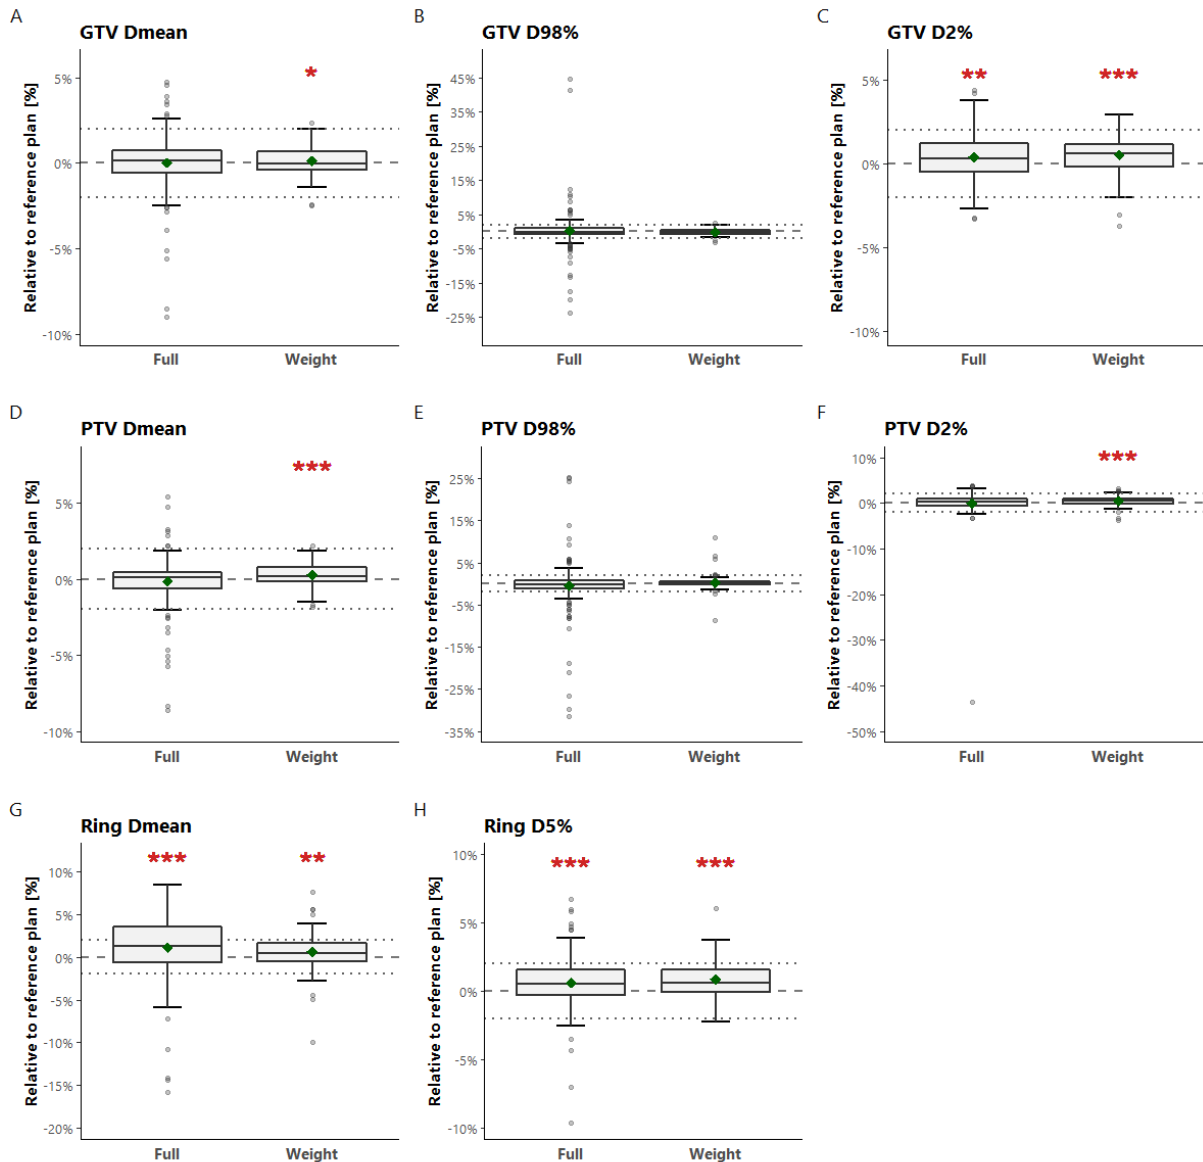 A
GTV Dmean
Relative to reference plan [%]
5%
*
0%
-5%
-10%
Full
Weight
B
GTV D98%
Relative to reference plan [%]
45%
35%
25%
15%
5%
-5%
-15%
-25%
Full
Weight
C
GTV D2%
Relative to reference plan [%]
5%
**
***
0%
-5%
-10%
Full
Weight
D
PTV Dmean
Relative to reference plan [%]
***
5%
0%
-5%
-10%
Full
Weight
E
PTV D98%
Relative to reference plan [%]
25%
15%
5%
-5%
-15%
-25%
-35%
Full
Weight
F
PTV D2%
Relative to reference plan [%]
10%
***
0%
-10%
-20%
-30%
-40%
-50%
Full
Weight
G
Ring Dmean
Relative to reference plan [%]
***
**
10%
5%
0%
-5%
-10%
-15%
-20%
Full
Weight
H
Ring D5%
Relative to reference plan [%]
10%
***
***
5%
0%
-5%
-10%
Full
Weight